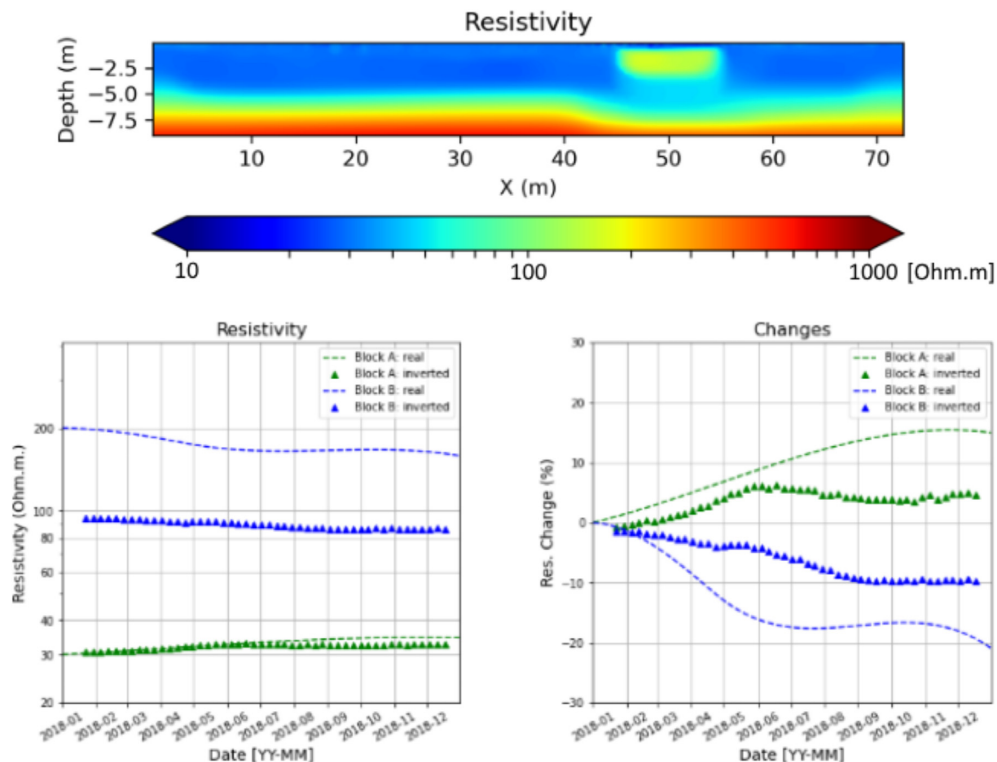 Resistivity
Depth (m)
−2.5
−5.0
−7.5
10 20 30 40 50 60 70
X (m)
10 100 1000 [Ohm.m]
Resistivity
Resistivity (Ohm.m.)
200
100
80
60
40
30
20
Block A: real
Block A: inverted
Block B: real
Block B: inverted
2018-01 2018-02 2018-03 2018-04 2018-05 2018-06 2018-07 2018-08 2018-09 2018-10 2018-11 2018-12
Date [YY-MM]
Changes
Res. Change (%)
30
20
10
0
−10
−20
−30
Block A: real
Block A: inverted
Block B: real
Block B: inverted
2018-01 2018-02 2018-03 2018-04 2018-05 2018-06 2018-07 2018-08 2018-09 2018-10 2018-11 2018-12
Date [YY-MM]